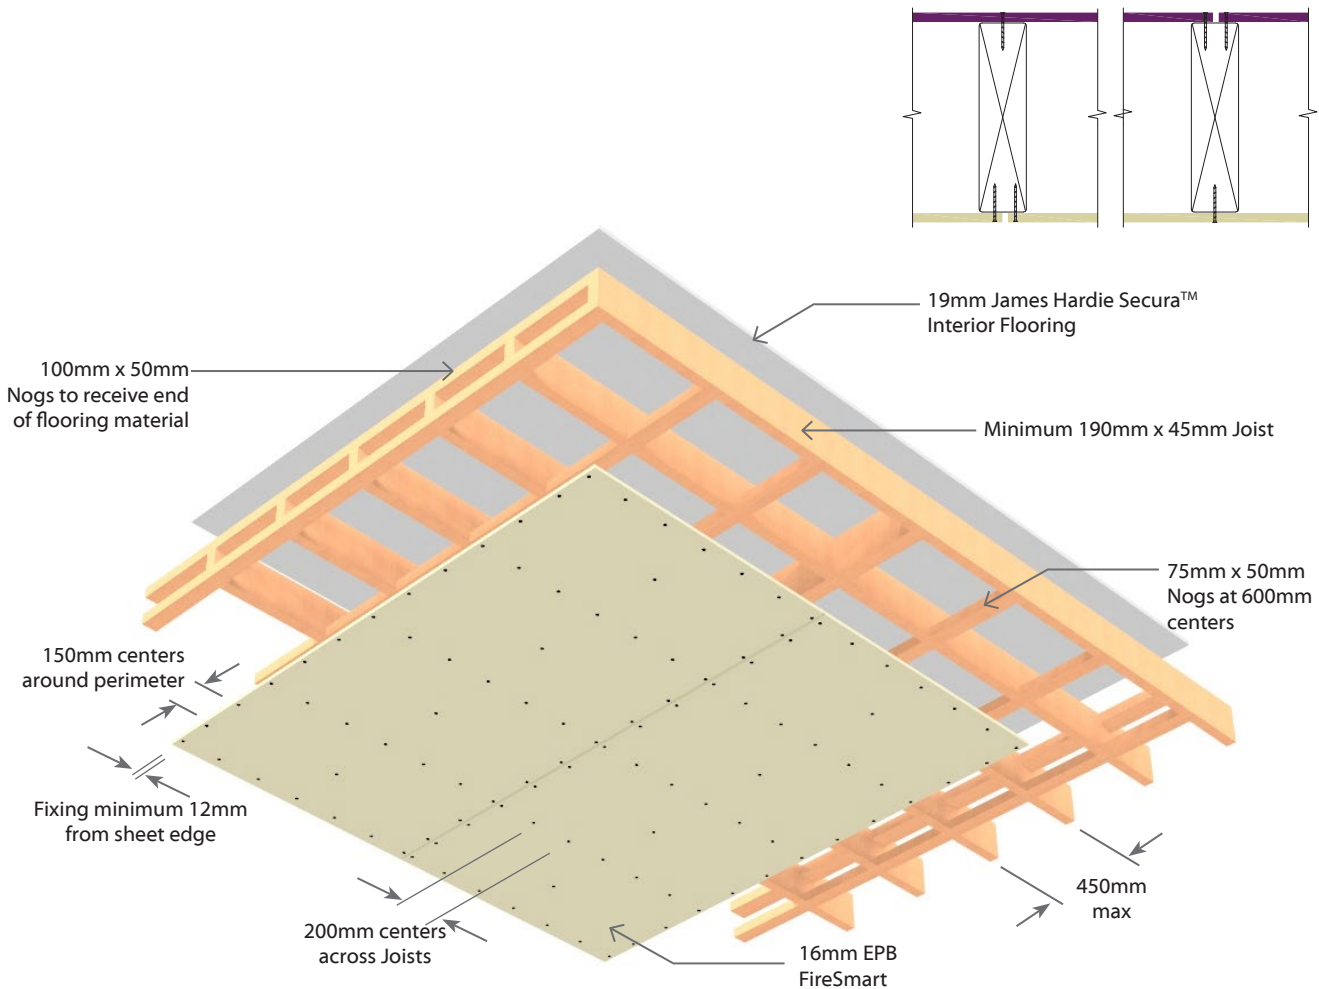 19mm James Hardie Secura™
Interior Flooring
100mm x 50mm
Nogs to receive end
of flooring material
Minimum 190mm x 45mm Joist
75mm x 50mm
Nogs at 600mm
centers
150mm centers
around perimeter
Fixing minimum 12mm
from sheet edge
450mm
max
200mm centers
across Joists
16mm EPB
FireSmart